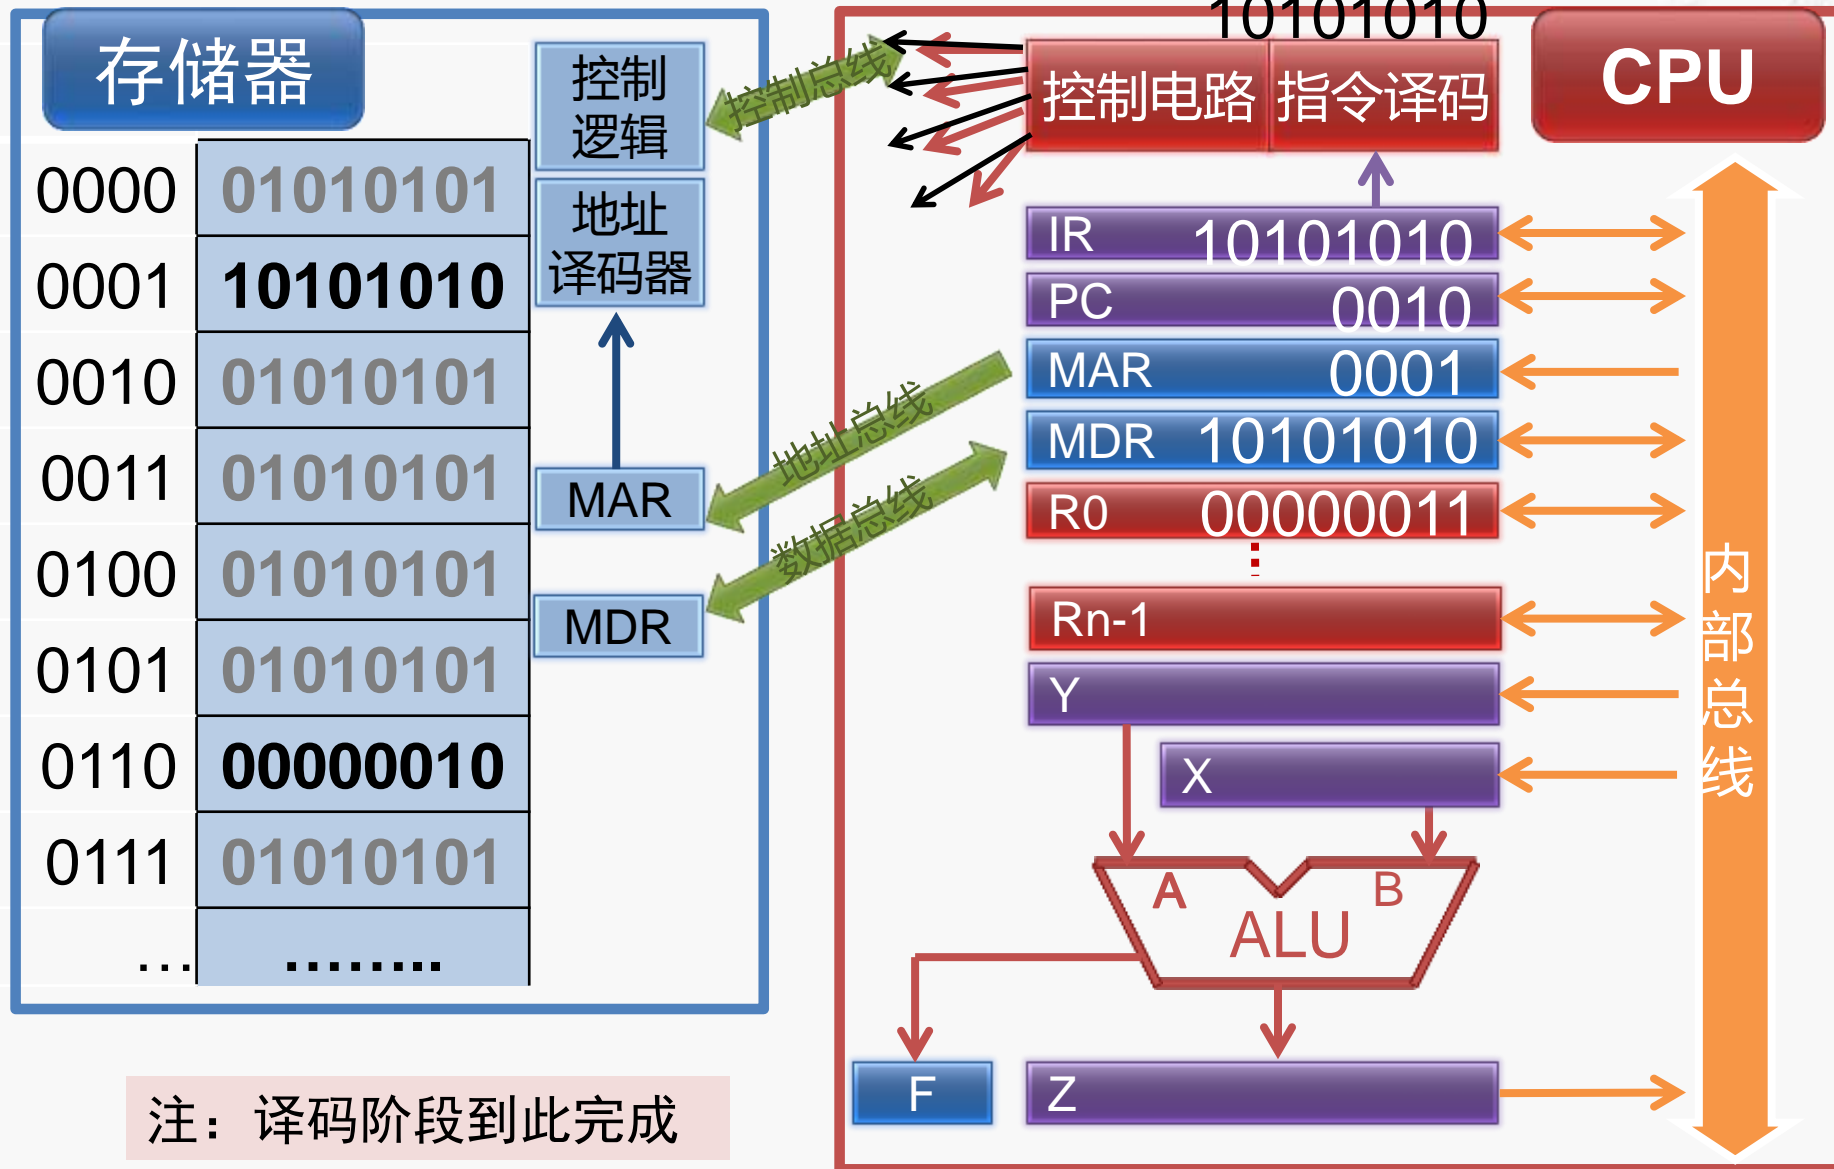 存储器
控制
逻辑
地址
译码器
MAR
MDR
0000 01010101
0001 10101010
0010 01010101
0011 01010101
0100 01010101
0101 01010101
0110 00000010
0111 01010101
… ……..
注：译码阶段到此完成
控制总线
地址总线
数据总线
10101010
控制电路 指令译码
CPU
IR 10101010
PC 0010
MAR 0001
MDR 10101010
R0 00000011
Rn-1
Y
X
A B
ALU
F
Z
内
部
总
线